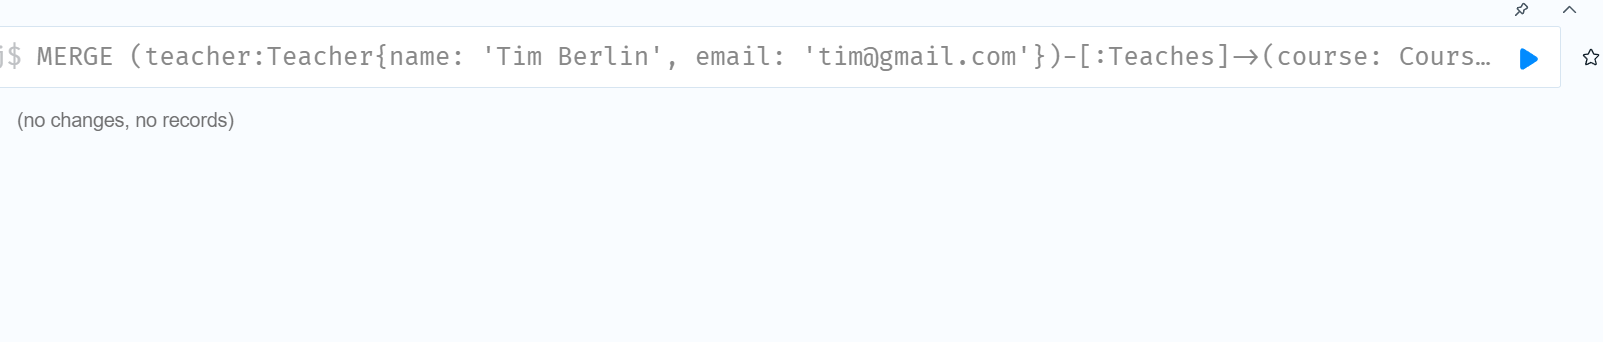 j$ MERGE (teacher:Teacher{name: 'Tim Berlin', email: 'tim@gmail.com'})-[:Teaches]->(course: Cours…
(no changes, no records)